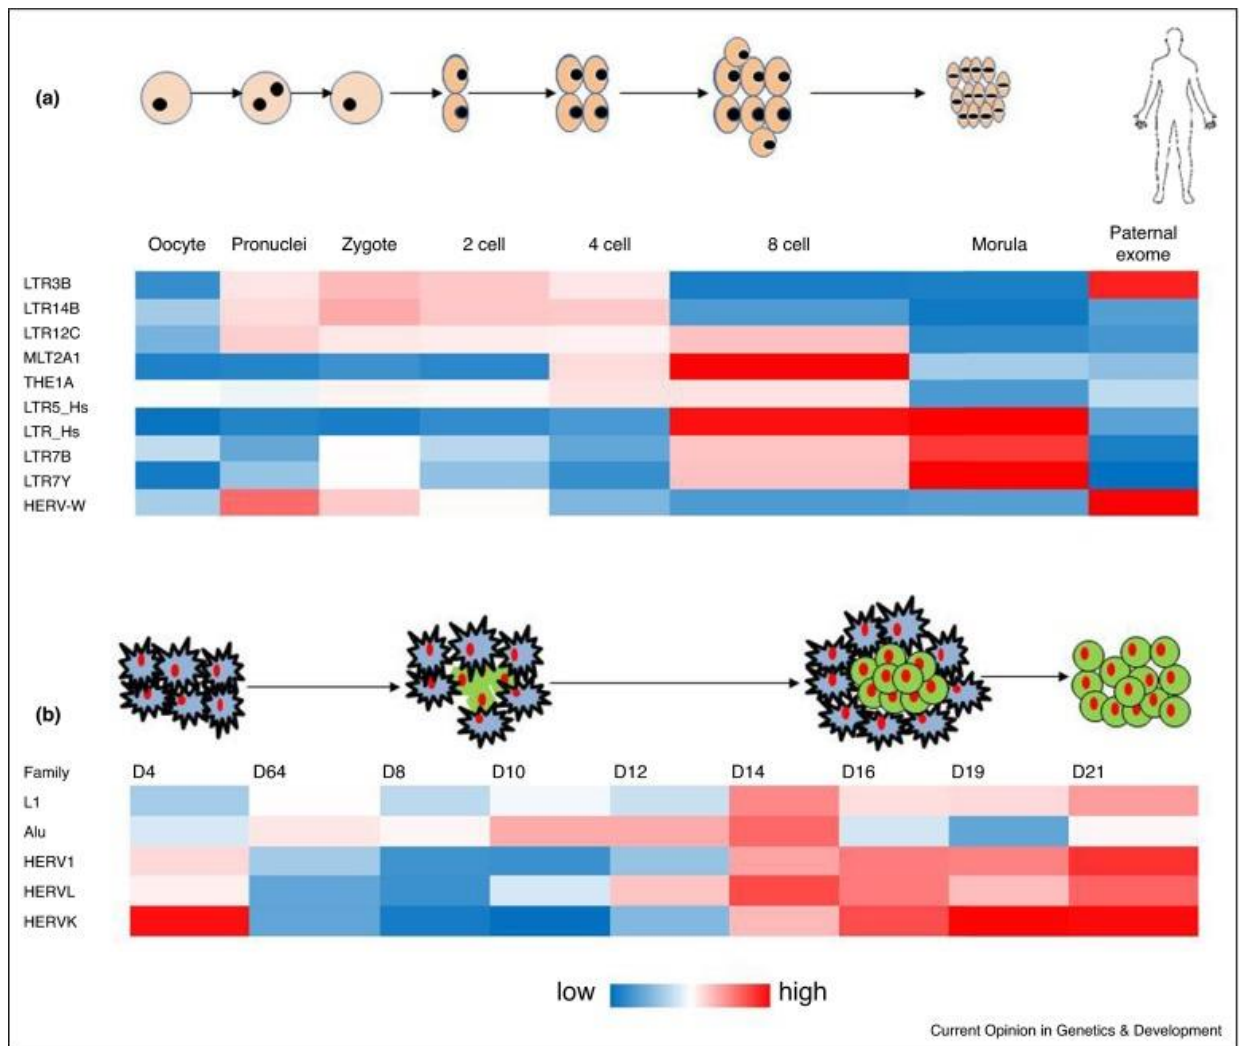 (a)
Oocyte Pronuclei Zygote 2 cell 4 cell 8 cell Morula Paternal
exome
LTR3B
LTR14B
LTR12C
MLT2A1
THE1A
LTR5_Hs
LTR_Hs
LTR7B
LTR7Y
HERV-W
(b)
Family D4 D64 D8 D10 D12 D14 D16 D19 D21
L1
Alu
HERV1
HERVL
HERVK
low high
Current Opinion in Genetics & Development